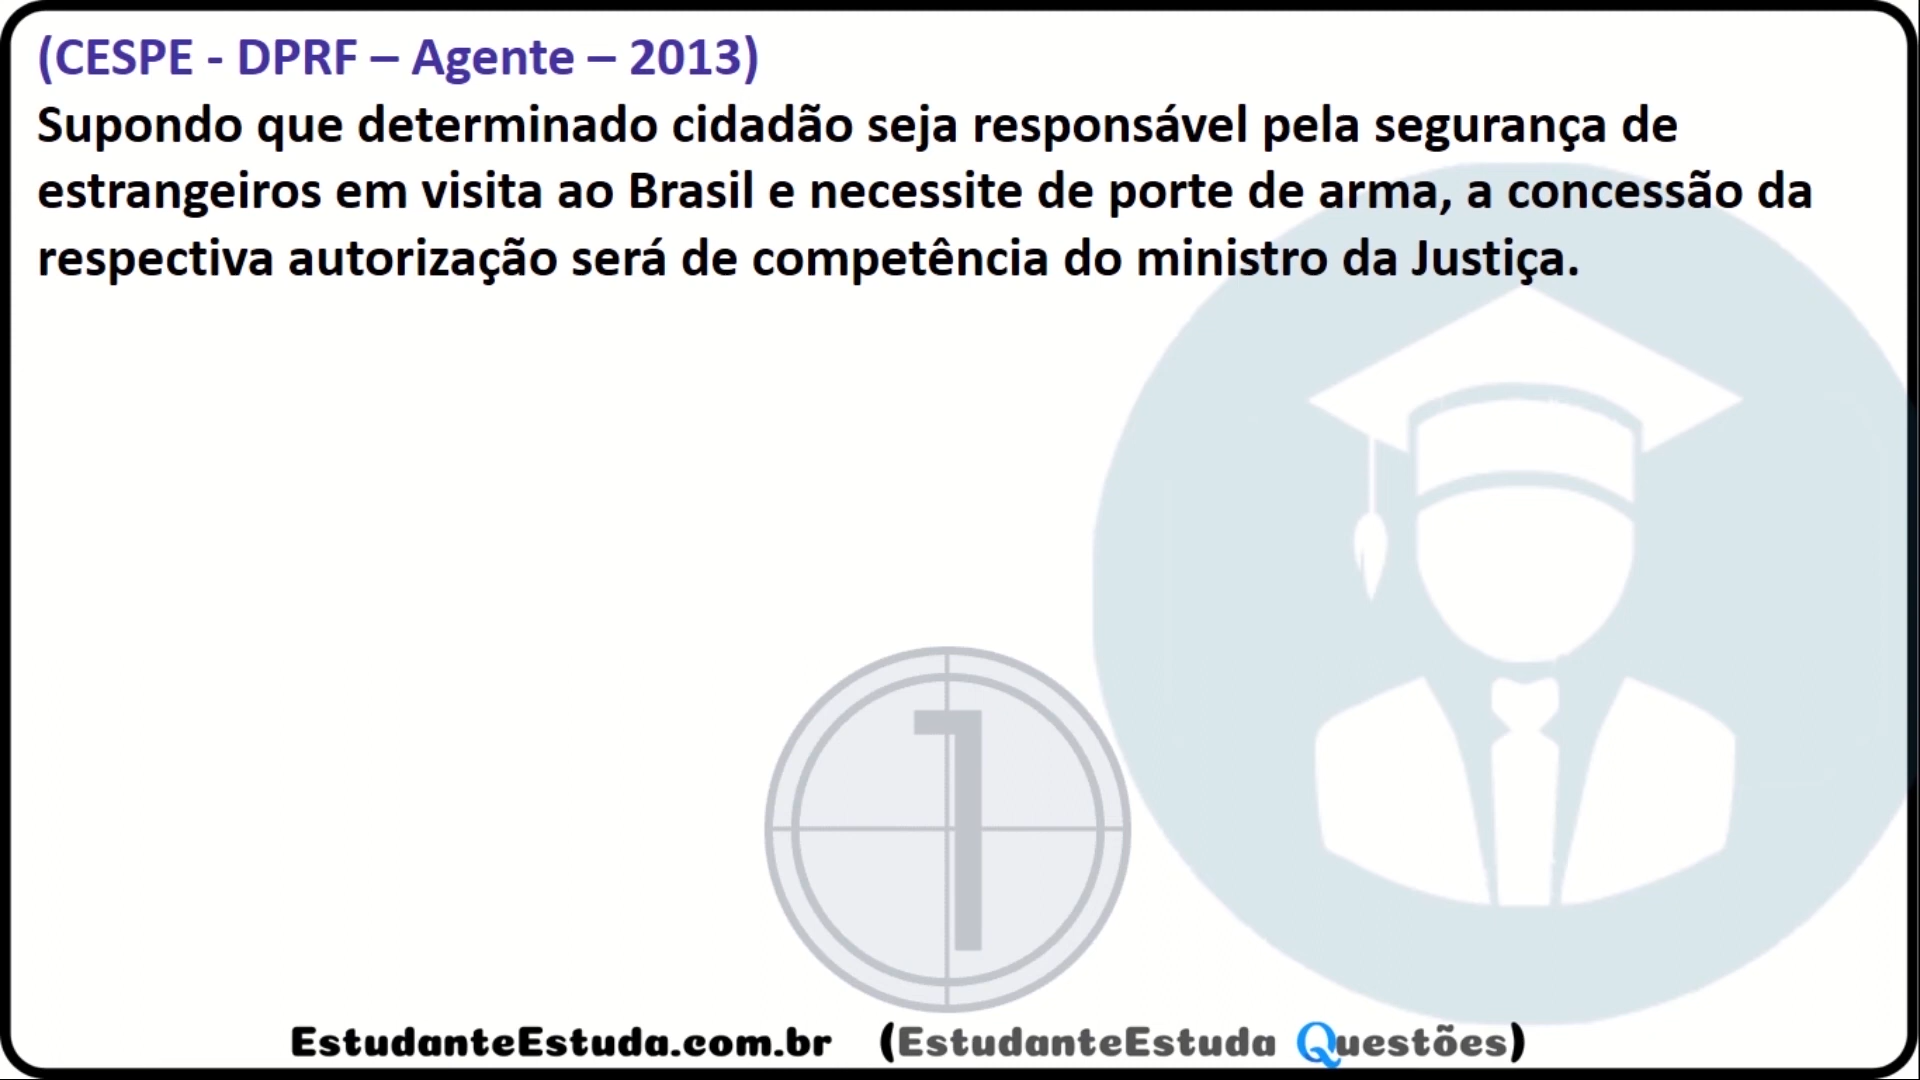 (CESPE - DPRF – Agente – 2013)
Supondo que determinado cidadão seja responsável pela segurança de
estrangeiros em visita ao Brasil e necessite de porte de arma, a concessão da
respectiva autorização será de competência do ministro da Justiça.
1
EstudanteEstuda.com.br (EstudanteEstuda Questões)